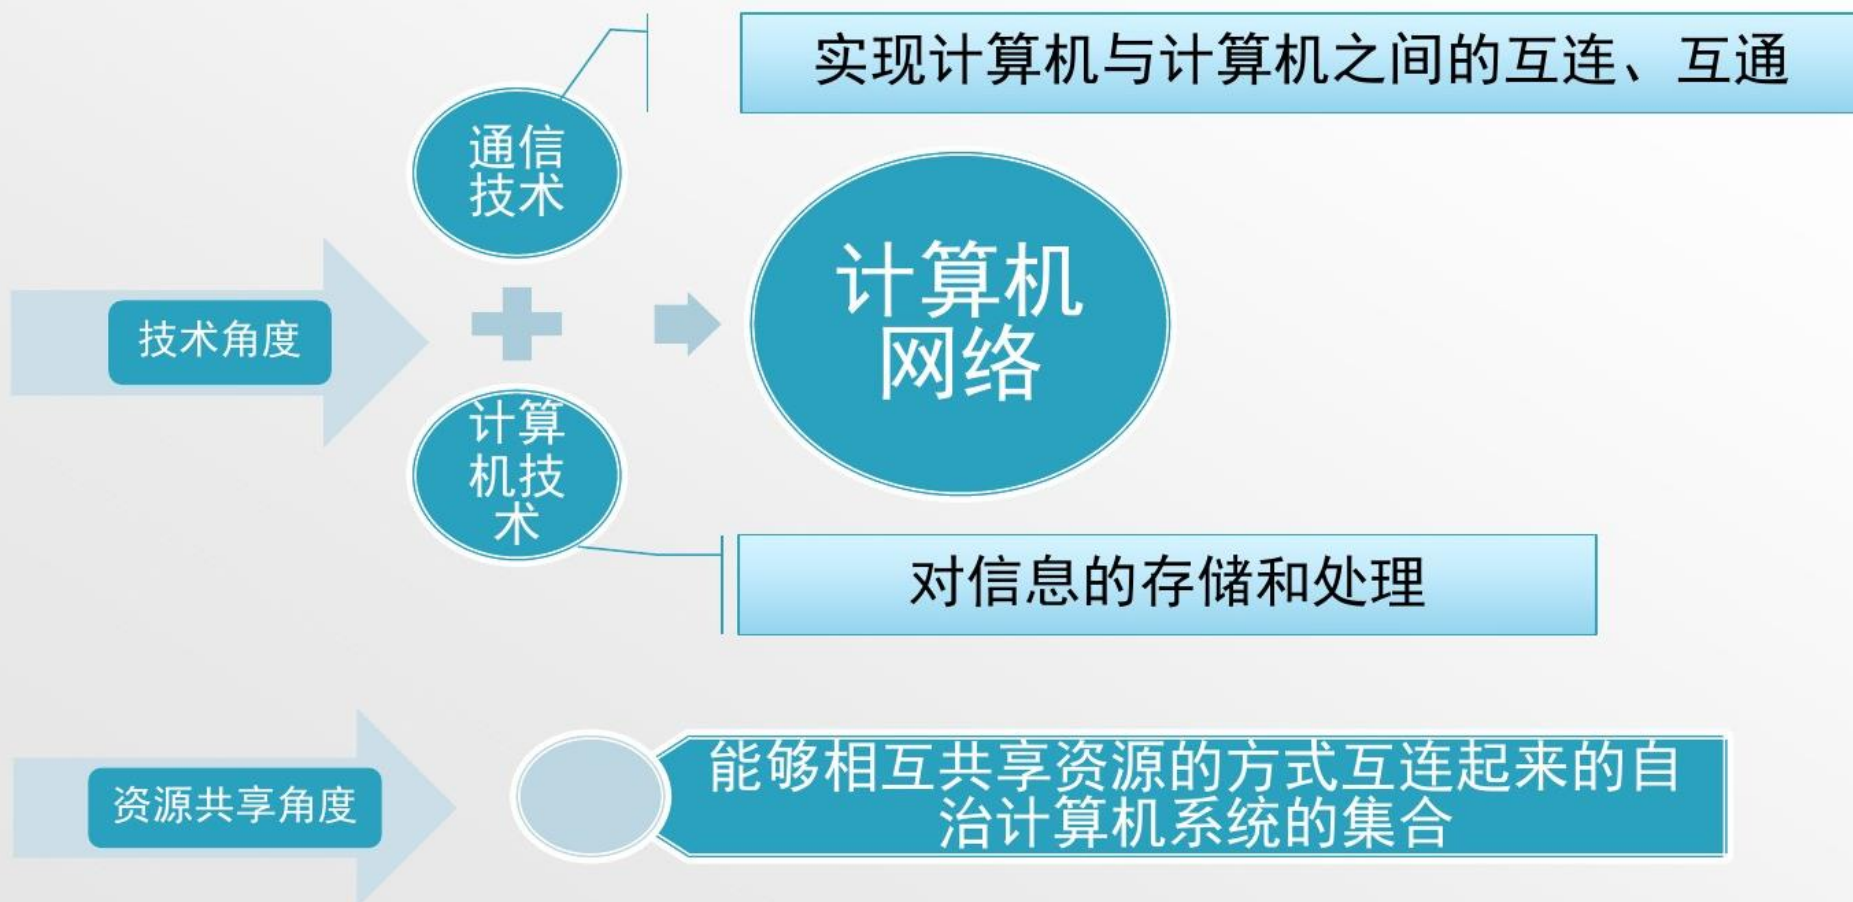 实现计算机与计算机之间的互连、互通
通信
技术
技术角度
计算机
网络
计算
机技
术
对信息的存储和处理
资源共享角度
能够相互共享资源的方式互连起来的自
治计算机系统的集合